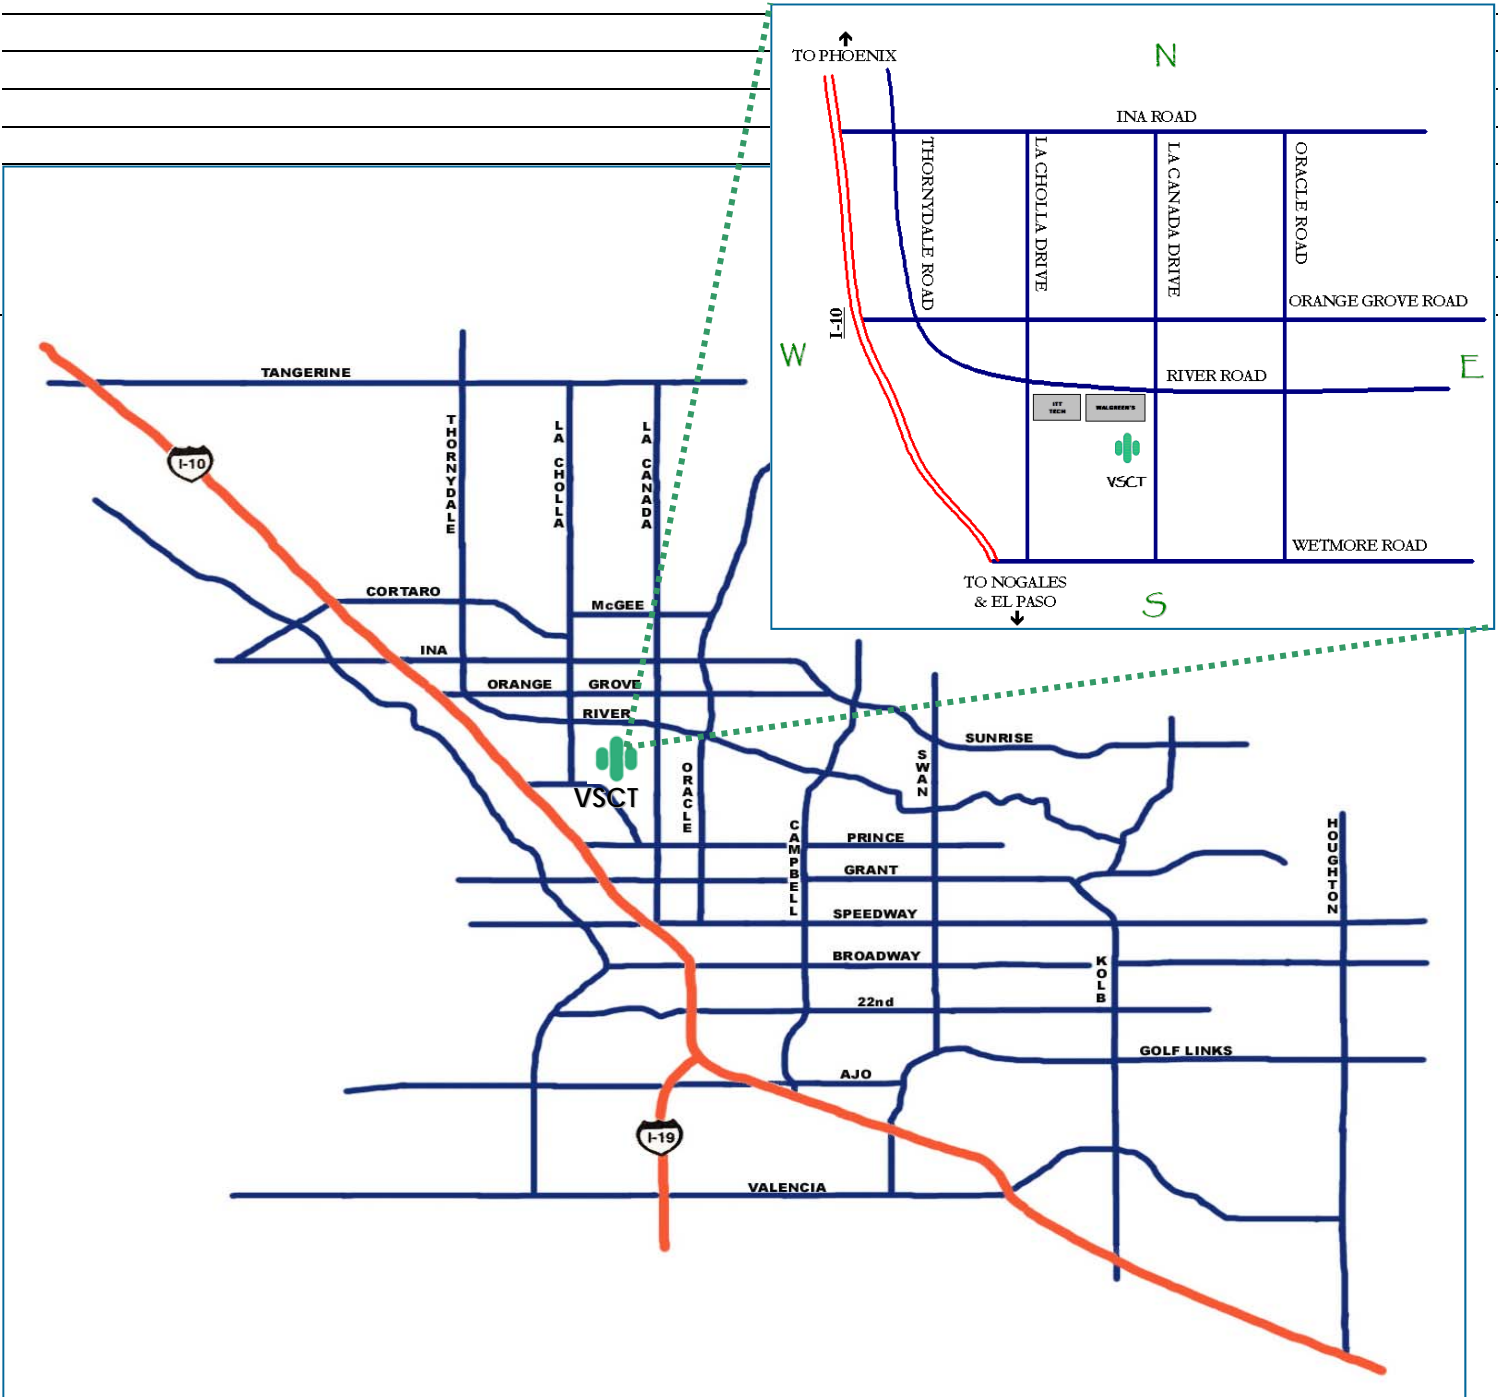 TO PHOENIX
N
INA ROAD
THORNYDALE ROAD
LA CHOLLA DRIVE
LA CANADA DRIVE
ORACLE ROAD
ORANGE GROVE ROAD
I-10
W
E
RIVER ROAD
ITT
TECH
WALGREEN'S
VSCT
WETMORE ROAD
TO NOGALES
& EL PASO
S
TANGERINE
THORNYDALE
LA CHOLLA
LA CANADA
I-10
CORTARO
McGEE
INA
ORANGE GROVE
RIVER
SUNRISE
SWAN
ORACLE
VSCT
CAMPBELL
PRINCE
HOUGHTON
GRANT
SPEEDWAY
BROADWAY
KOLB
22nd
GOLF LINKS
AJO
I-19
VALENCIA